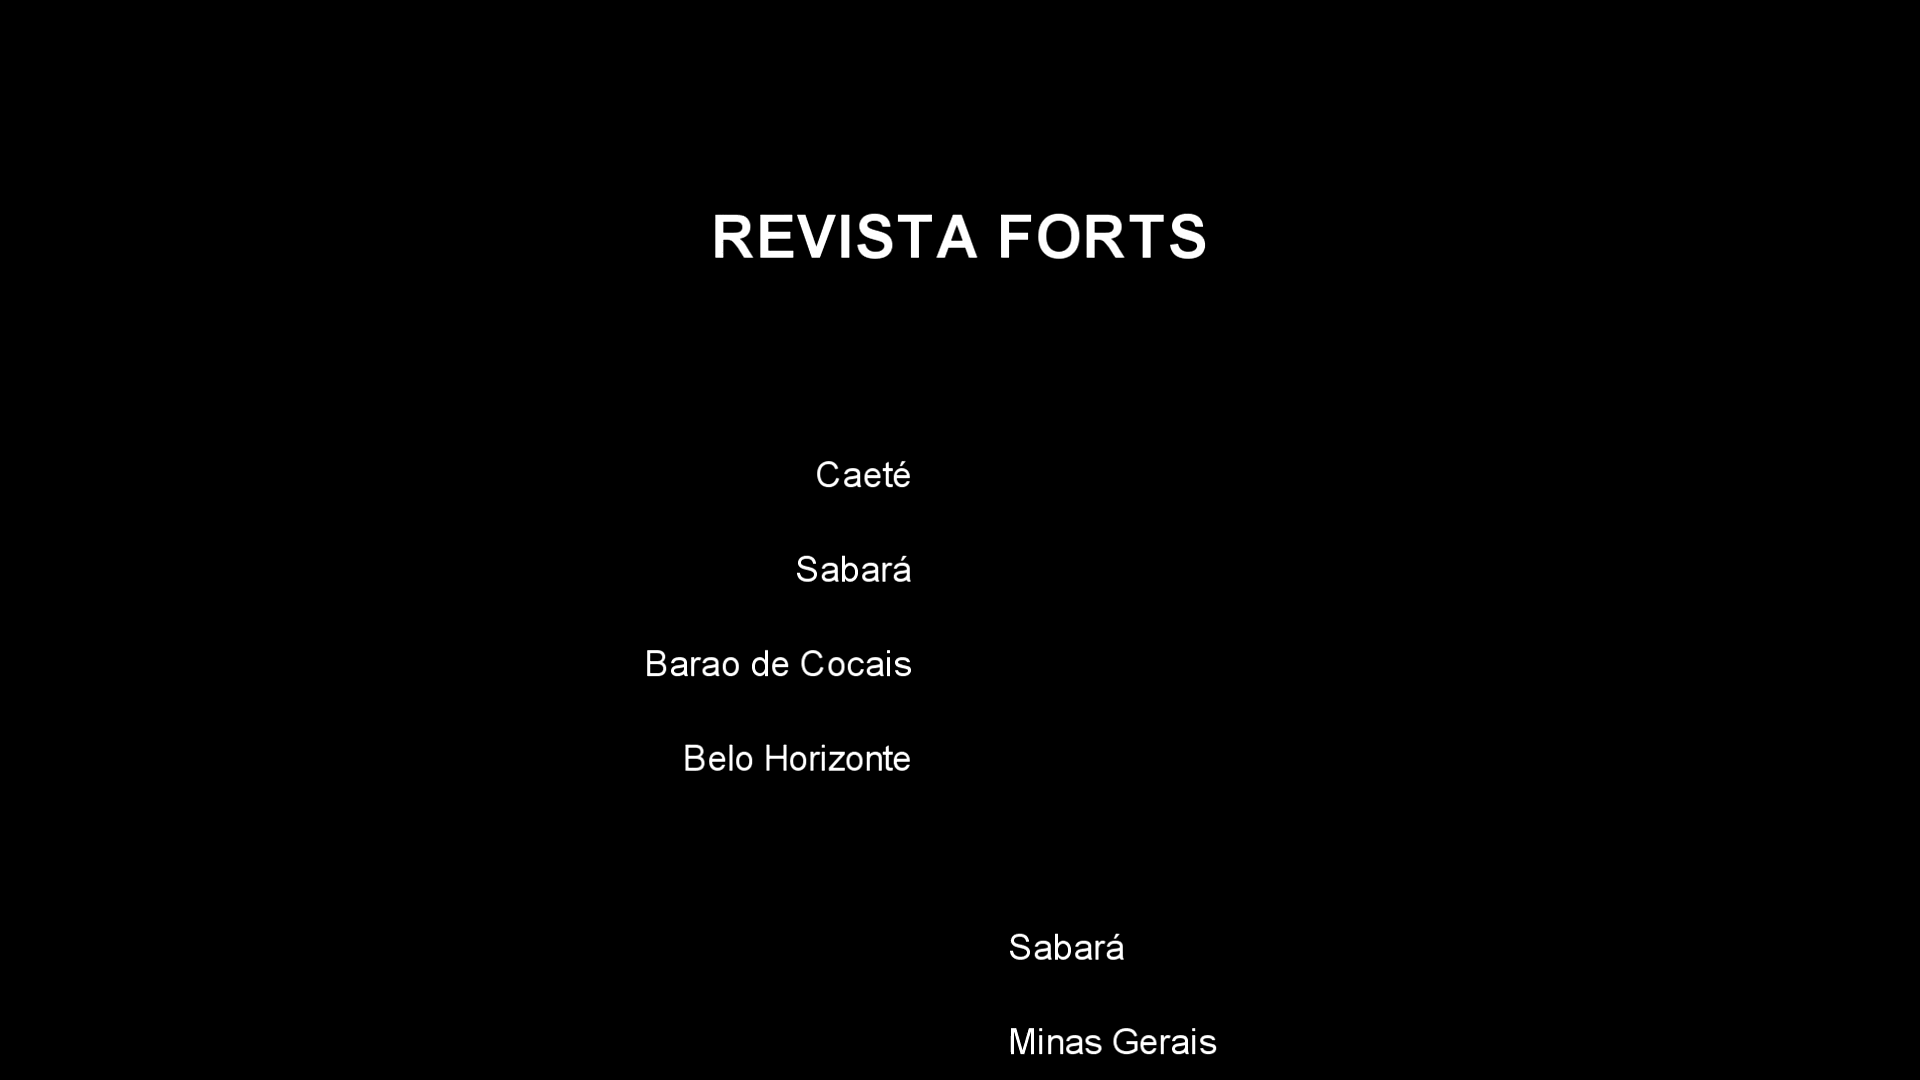 REVISTA FORTS
Caeté
Sabará
Barao de Cocais
Belo Horizonte
Sabará
Minas Gerais